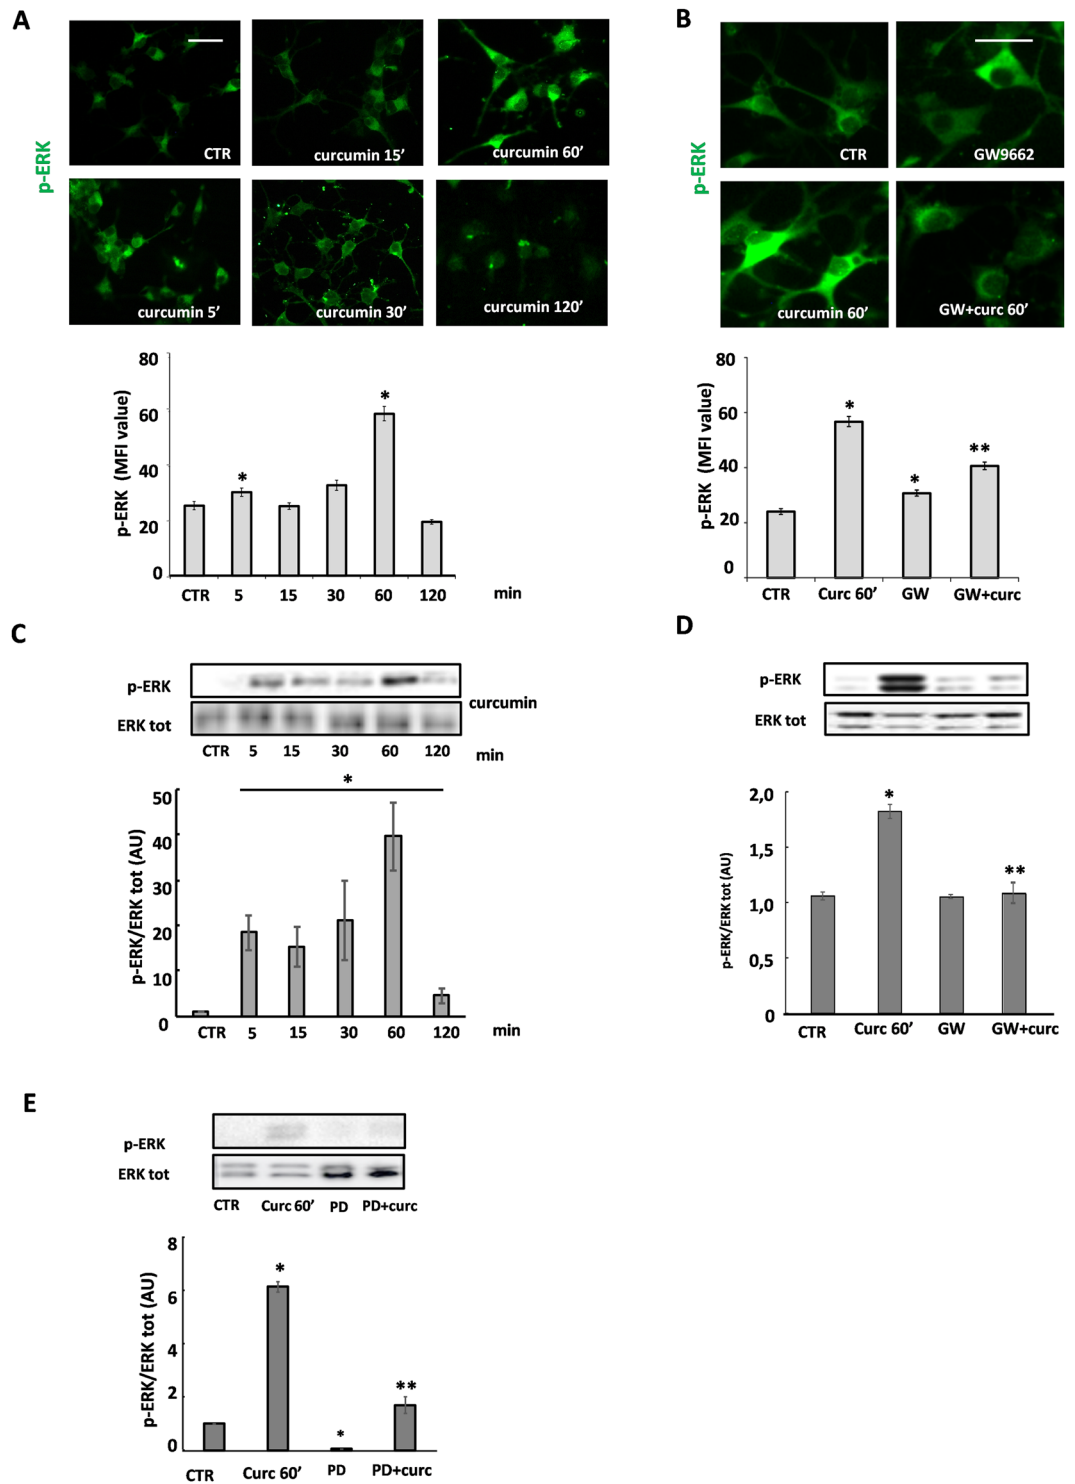 A
p-ERK
CTR
curcumin 15'
curcumin 60'
curcumin 5'
curcumin 30'
curcumin 120'
p-ERK (MFI value)
80
60
40
20
0
*
*
CTR 5 15 30 60 120 min
B
p-ERK
CTR
GW9662
curcumin 60'
GW+curc 60'
p-ERK (MFI value)
80
60
40
20
0
*
*
**
CTR Curc 60' GW GW+curc
C
p-ERK
ERK tot
curcumin
CTR 5 15 30 60 120 min
*
p-ERK/ERK tot (AU)
50
40
30
20
10
0
CTR 5 15 30 60 120 min
D
p-ERK
ERK tot
p-ERK/ERK tot (AU)
2,0
1,5
1,0
0,5
0
*
**
CTR Curc 60' GW GW+curc
E
p-ERK
ERK tot
CTR Curc 60' PD PD+curc
p-ERK/ERK tot (AU)
8
6
4
2
0
*
*
**
CTR Curc 60' PD PD+curc